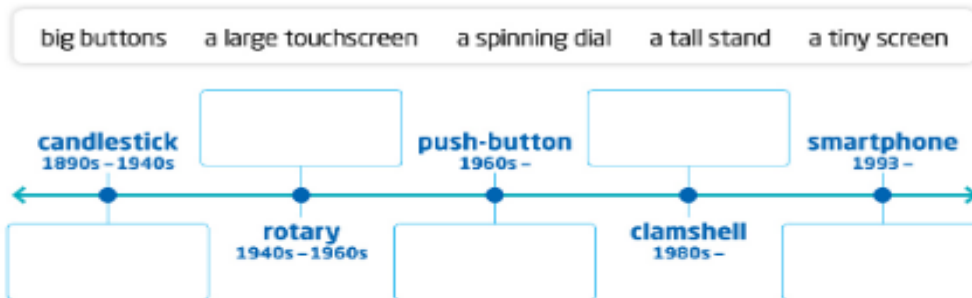 big buttons a large touchscreen a spinning dial a tall stand a tiny screen
candlestick
1890s – 1940s
rotary
1940s – 1960s
push-button
1960s –
clamshell
1980s –
smartphone
1993 –